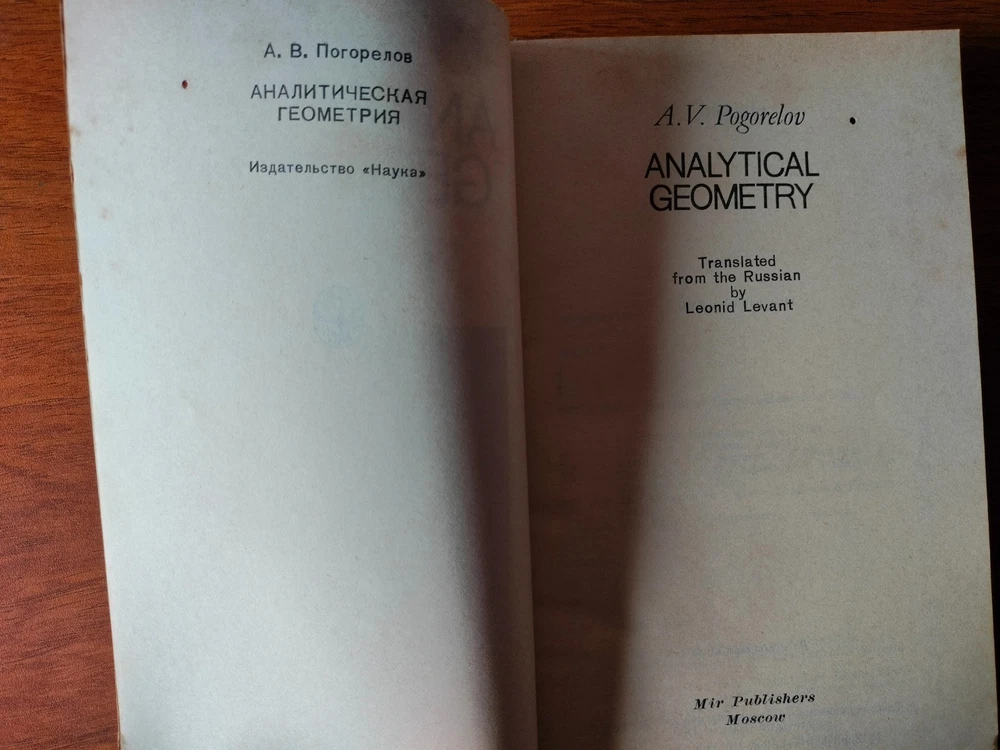 А. В. Погорелов
АНАЛИТИЧЕСКАЯ
ГЕОМЕТРИЯ
Издательство «Наука»
A.V. Pogorelov
ANALYTICAL
GEOMETRY
Translated
from the Russian
by
Leonid Levant
Mir Publishers
Moscow